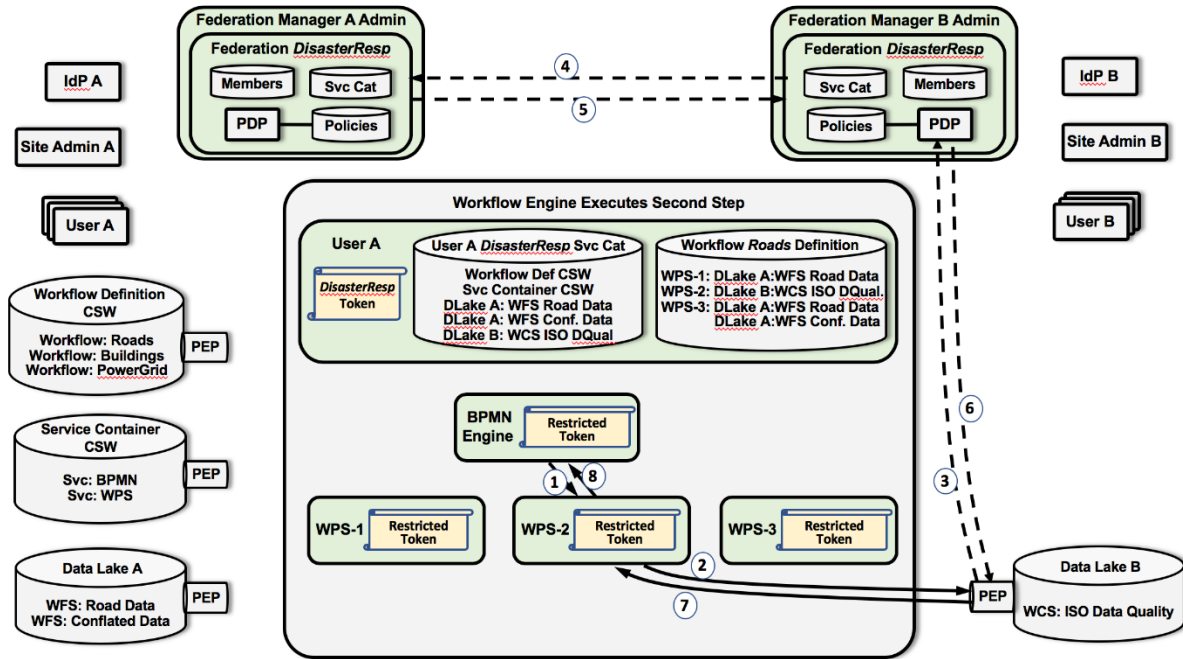 Federation Manager A Admin
Federation DisasterResp
Members
Svc Cat
PDP
Policies
Federation Manager B Admin
Federation DisasterResp
Svc Cat
Members
Policies
PDP
4
5
IdP A
Site Admin A
User A
IdP B
Site Admin B
User B
Workflow Engine Executes Second Step
User A
DisasterResp
Token
User A DisasterResp Svc Cat
Workflow Def CSW
Svc Container CSW
DLake A: WFS Road Data
DLake A: WFS Conf. Data
DLake B: WCS ISO DQual
Workflow Roads Definition
WPS-1: DLake A:WFS Road Data
WPS-2: DLake B:WCS ISO DQual.
WPS-3: DLake A:WFS Road Data
DLake A:WFS Conf. Data
Workflow Definition
CSW
Workflow: Roads
Workflow: Buildings
Workflow: PowerGrid
PEP
Service Container
CSW
Svc: BPMN
Svc: WPS
PEP
Data Lake A
WFS: Road Data
WFS: Conflated Data
PEP
BPMN
Engine
Restricted
Token
1
8
WPS-1
Restricted
Token
WPS-2
Restricted
Token
WPS-3
Restricted
Token
2
7
3
6
PEP
Data Lake B
WCS: ISO Data Quality